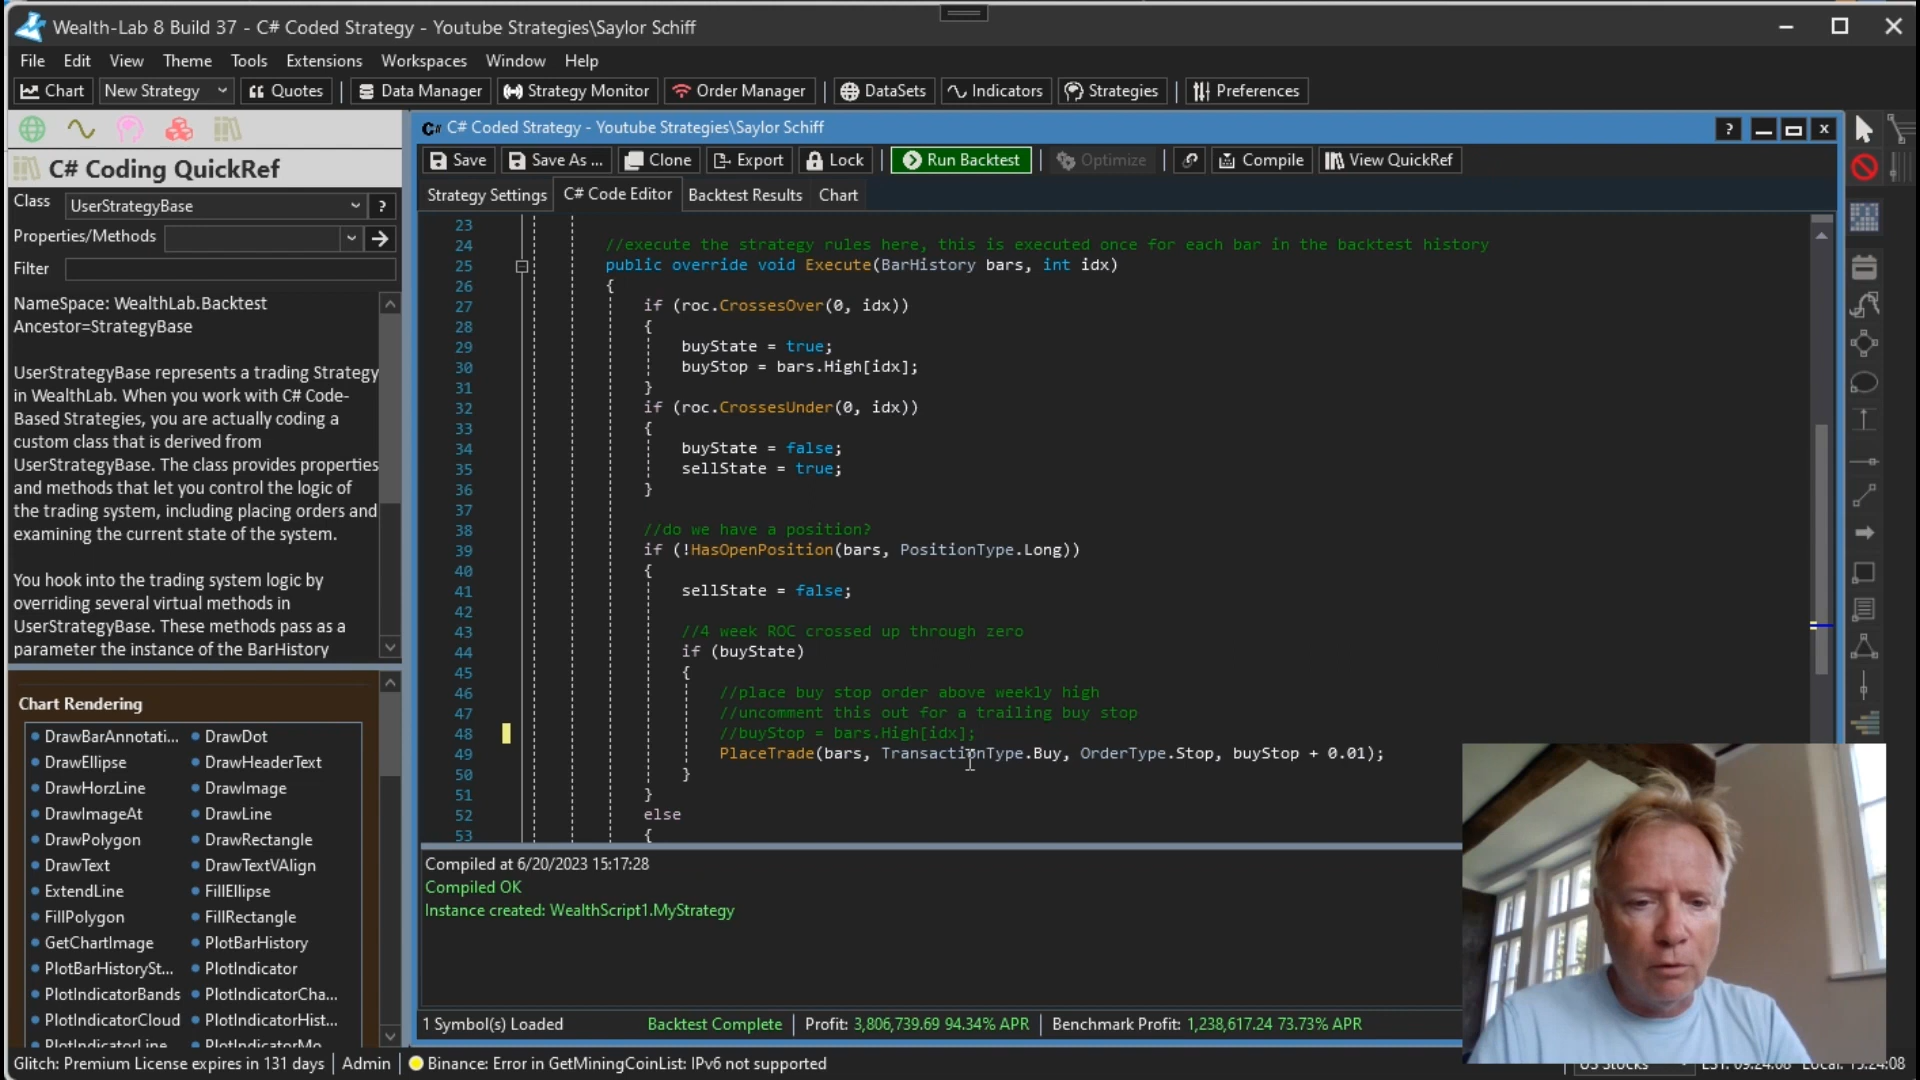 Wealth-Lab 8 Build 37 - C# Coded Strategy - Youtube Strategies\Saylor Schiff
File Edit View Theme Tools Extensions Workspaces Window Help
Chart New Strategy Quotes Data Manager Strategy Monitor Order Manager DataSets Indicators Strategies Preferences
C# Coding QuickRef
Class UserStrategyBase ?
Properties/Methods
Filter
NameSpace: WealthLab.Backtest
Ancestor=StrategyBase
UserStrategyBase represents a trading Strategy
in WealthLab. When you work with C# Code-
Based Strategies, you are actually coding a
custom class that is derived from
UserStrategyBase. The class provides properties
and methods that let you control the logic of
the trading system, including placing orders and
examining the current state of the system.
You hook into the trading system logic by
overriding several virtual methods in
UserStrategyBase. These methods pass as a
parameter the instance of the BarHistory
Chart Rendering
DrawBarAnnotati... DrawDot
DrawEllipse DrawHeaderText
DrawHorzLine DrawImage
DrawImageAt DrawLine
DrawPolygon DrawRectangle
DrawText DrawTextVAlign
ExtendLine FillEllipse
FillPolygon FillRectangle
GetChartImage PlotBarHistory
PlotBarHistorySt... PlotIndicator
PlotIndicatorBands PlotIndicatorCha...
PlotIndicatorCloud PlotIndicatorHist...
PlotIndicatorLine PlotIndicatorMo
C# C# Coded Strategy - Youtube Strategies\Saylor Schiff ?
Save Save As ... Clone Export Lock Run Backtest Optimize Compile View QuickRef
Strategy Settings C# Code Editor Backtest Results Chart
23
24 //execute the strategy rules here, this is executed once for each bar in the backtest history
25 public override void Execute(BarHistory bars, int idx)
26 {
27 if (roc.CrossesOver(0, idx))
28 {
29 buyState = true;
30 buyStop = bars.High[idx];
31 }
32 if (roc.CrossesUnder(0, idx))
33 {
34 buyState = false;
35 sellState = true;
36 }
37
38 //do we have a position?
39 if (!HasOpenPosition(bars, PositionType.Long))
40 {
41 sellState = false;
42
43 //4 week ROC crossed up through zero
44 if (buyState)
45 {
46 //place buy stop order above weekly high
47 //uncomment this out for a trailing buy stop
48 //buyStop = bars.High[idx];
49 PlaceTrade(bars, TransactionType.Buy, OrderType.Stop, buyStop + 0.01);
50 }
51 }
52 else
53 {
Compiled at 6/20/2023 15:17:28
Compiled OK
Instance created: WealthScript1.MyStrategy
1 Symbol(s) Loaded Backtest Complete Profit: 3,806,739.69 94.34% APR Benchmark Profit: 1,238,617.24 73.73% APR
Glitch: Premium License expires in 131 days Admin Binance: Error in GetMiningCoinList: IPv6 not supported